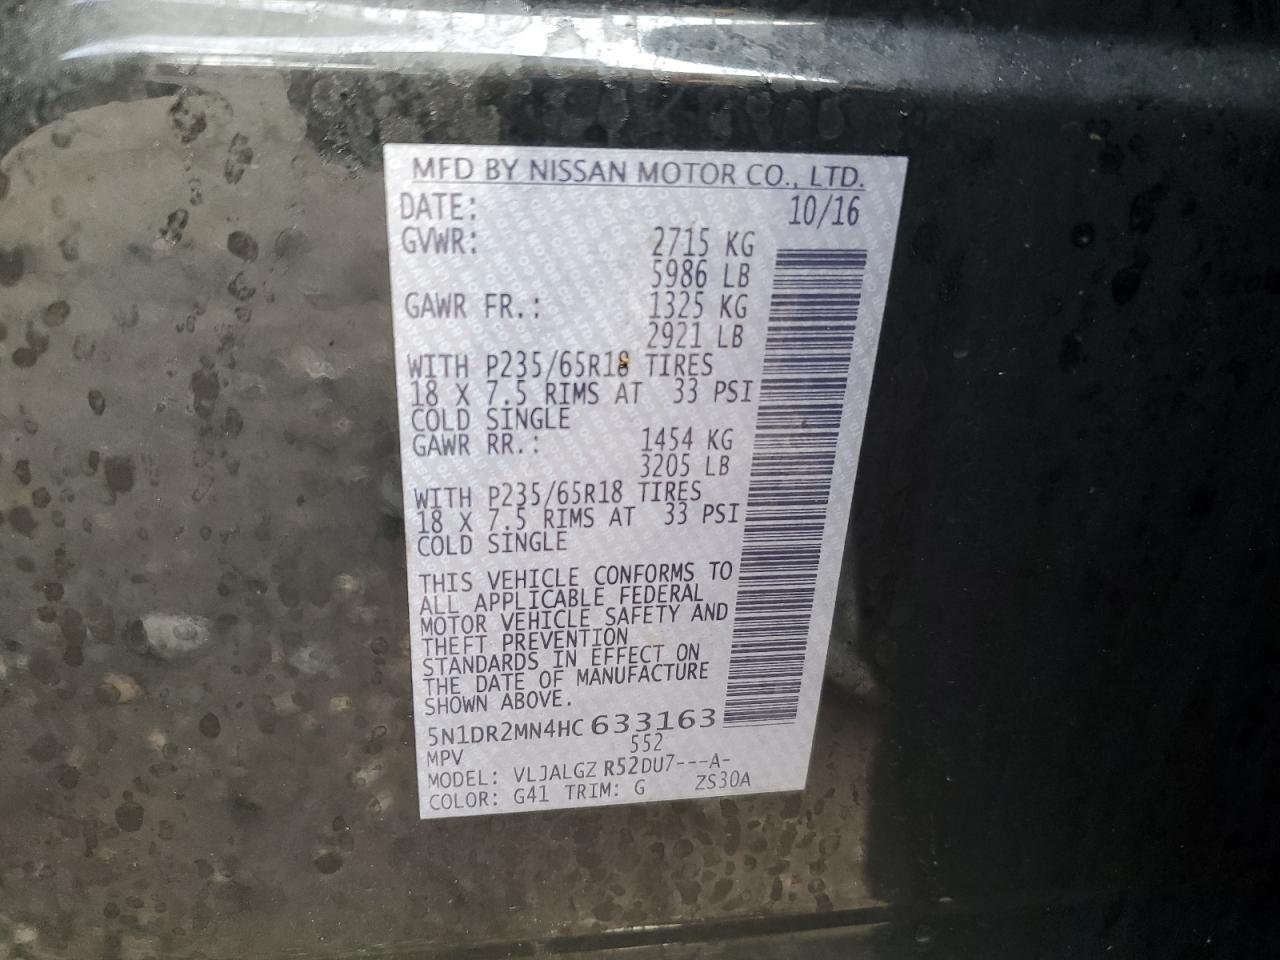 MFD BY NISSAN MOTOR CO., LTD.
DATE: 10/16
GVWR: 2715 KG
5986 LB
GAWR FR.: 1325 KG
2921 LB
WITH P235/65R18 TIRES
18 X 7.5 RIMS AT 33 PSI
COLD SINGLE
GAWR RR.: 1454 KG
3205 LB
WITH P235/65R18 TIRES
18 X 7.5 RIMS AT 33 PSI
COLD SINGLE
THIS VEHICLE CONFORMS TO
ALL APPLICABLE FEDERAL
MOTOR VEHICLE SAFETY AND
THEFT PREVENTION
STANDARDS IN EFFECT ON
THE DATE OF MANUFACTURE
SHOWN ABOVE.
5N1DR2MN4HC 633163
MPV 552
MODEL: VLJALGZ R52DU7---A-
COLOR: G41 TRIM: G ZS30A